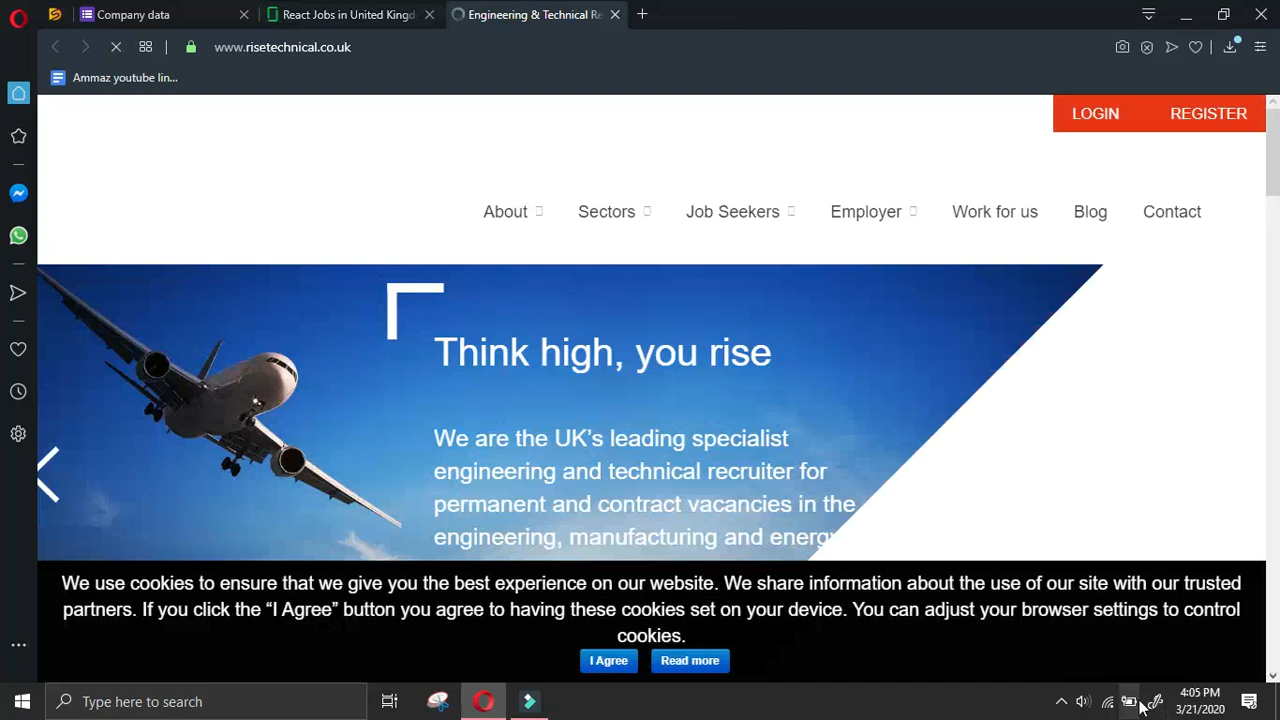 Company data
React Jobs in United Kingd
Engineering & Technical Re
www.risetechnical.co.uk
Ammaz youtube lin...
LOGIN REGISTER
About Sectors Job Seekers Employer Work for us Blog Contact
Think high, you rise
We are the UK's leading specialist
engineering and technical recruiter for
permanent and contract vacancies in the
engineering, manufacturing and energy
We use cookies to ensure that we give you the best experience on our website. We share information about the use of our site with our trusted
partners. If you click the “I Agree” button you agree to having these cookies set on your device. You can adjust your browser settings to control
cookies.
I Agree Read more
Type here to search
4:05 PM
3/21/2020